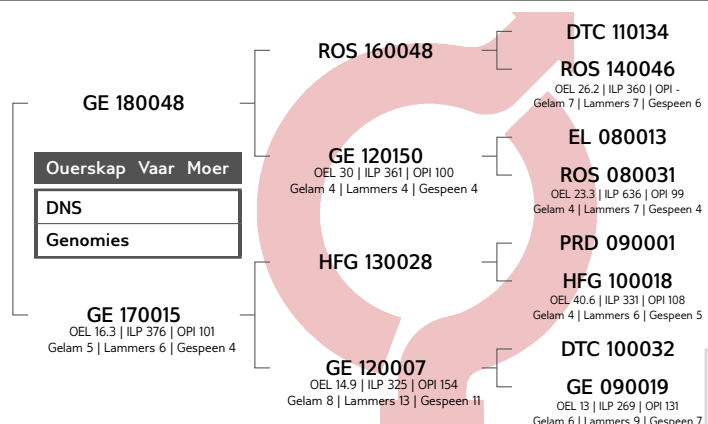 DTC 110134
ROS 160048
ROS 140046
OEL 26.2 | ILP 360 | OPI -
Gelam 7 | Lammers 7 | Gespeen 6
GE 180048
EL 080013
GE 120150
OEL 30 | ILP 361 | OPI 100
Gelam 4 | Lammers 4 | Gespeen 4
ROS 080031
OEL 23.3 | ILP 636 | OPI 99
Gelam 4 | Lammers 7 | Gespeen 4
Ouerskap Vaar Moer
DNS
Genomies
PRD 090001
HFG 130028
HFG 100018
OEL 40.6 | ILP 331 | OPI 108
Gelam 4 | Lammers 6 | Gespeen 5
GE 170015
OEL 16.3 | ILP 376 | OPI 101
Gelam 5 | Lammers 6 | Gespeen 4
DTC 100032
GE 120007
OEL 14.9 | ILP 325 | OPI 154
Gelam 8 | Lammers 13 | Gespeen 11
GE 090019
OEL 13 | ILP 269 | OPI 131
Gelam 6 | Lammers 9 | Gespeen 7